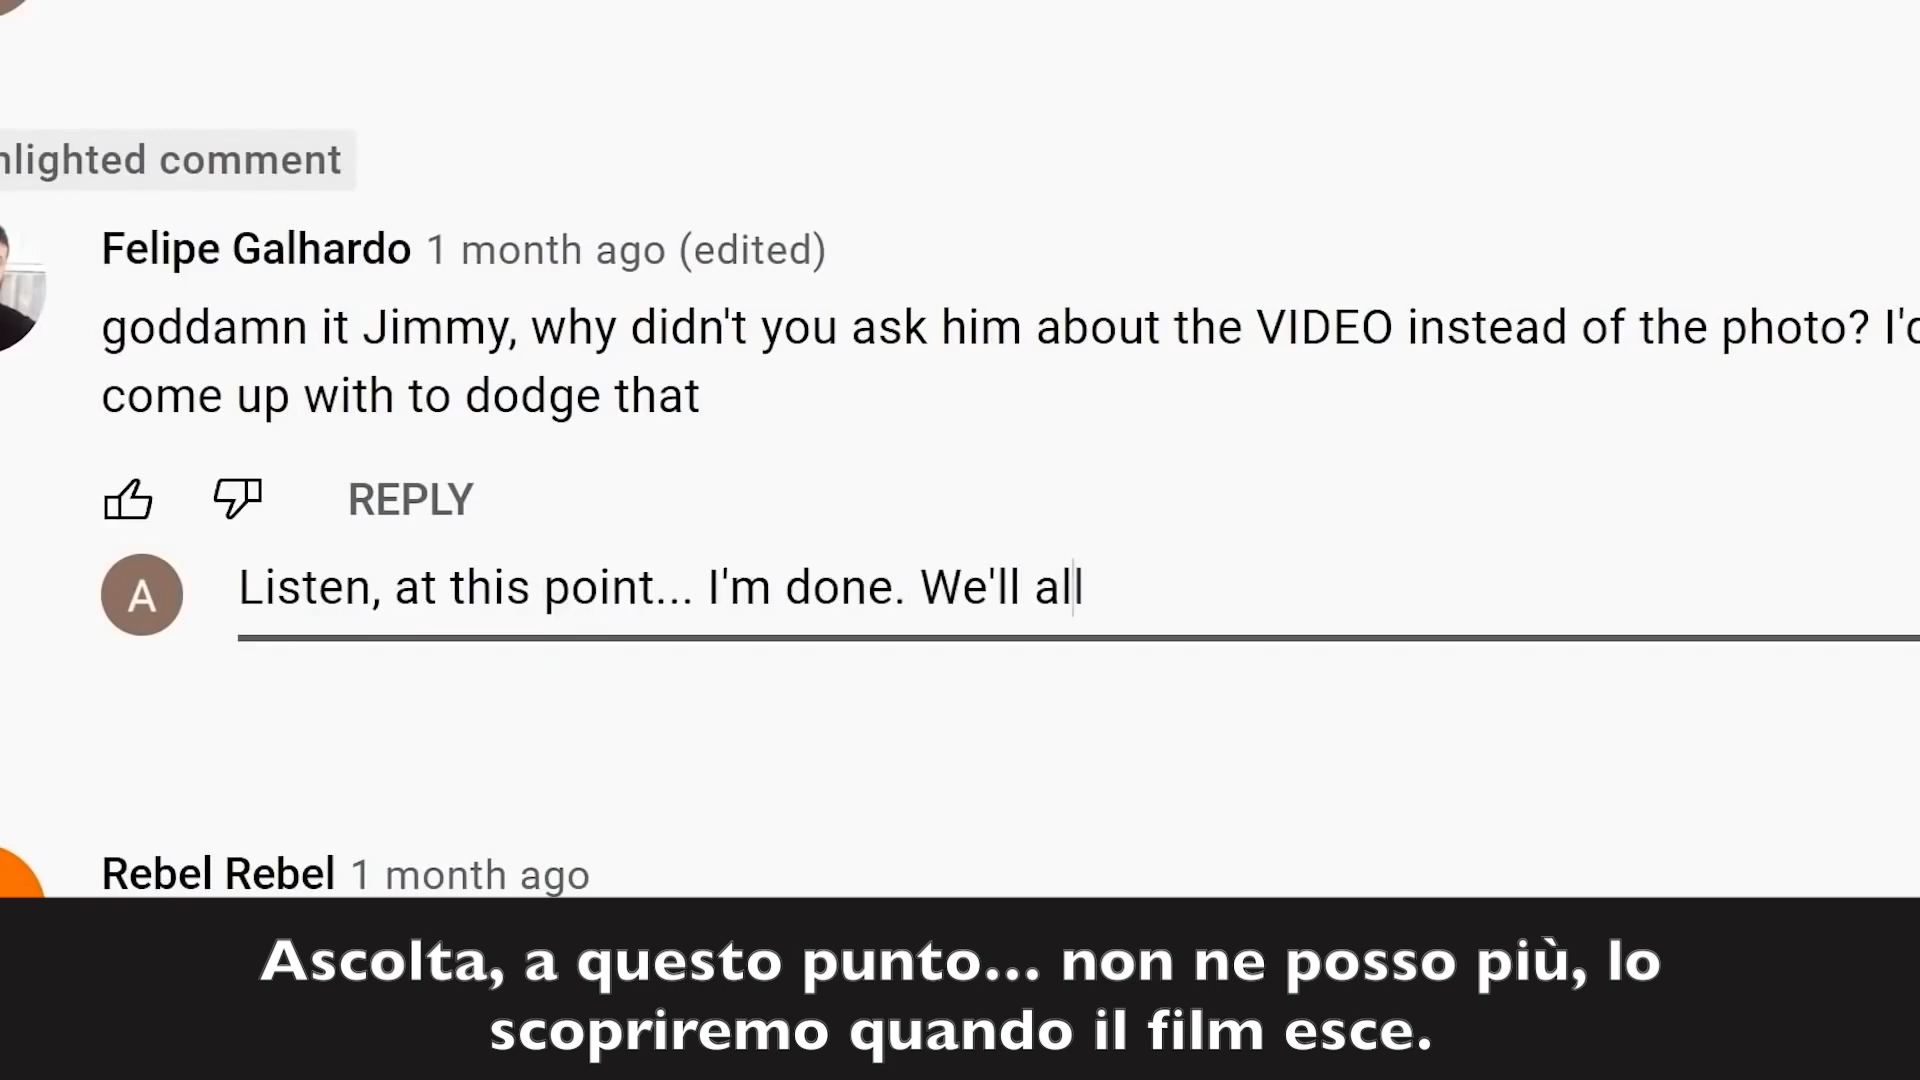 comment
Felipe Galhardo 1 month ago (edited)
goddamn it Jimmy, why didn't you ask him about the VIDEO instead of the photo?
come up with to dodge that
REPLY
A Listen, at this point... I'm done. We'll all
Rebel Rebel 1 month ago
Ascolta, a questo punto... non ne posso più, lo
scopriremo quando il film esce.